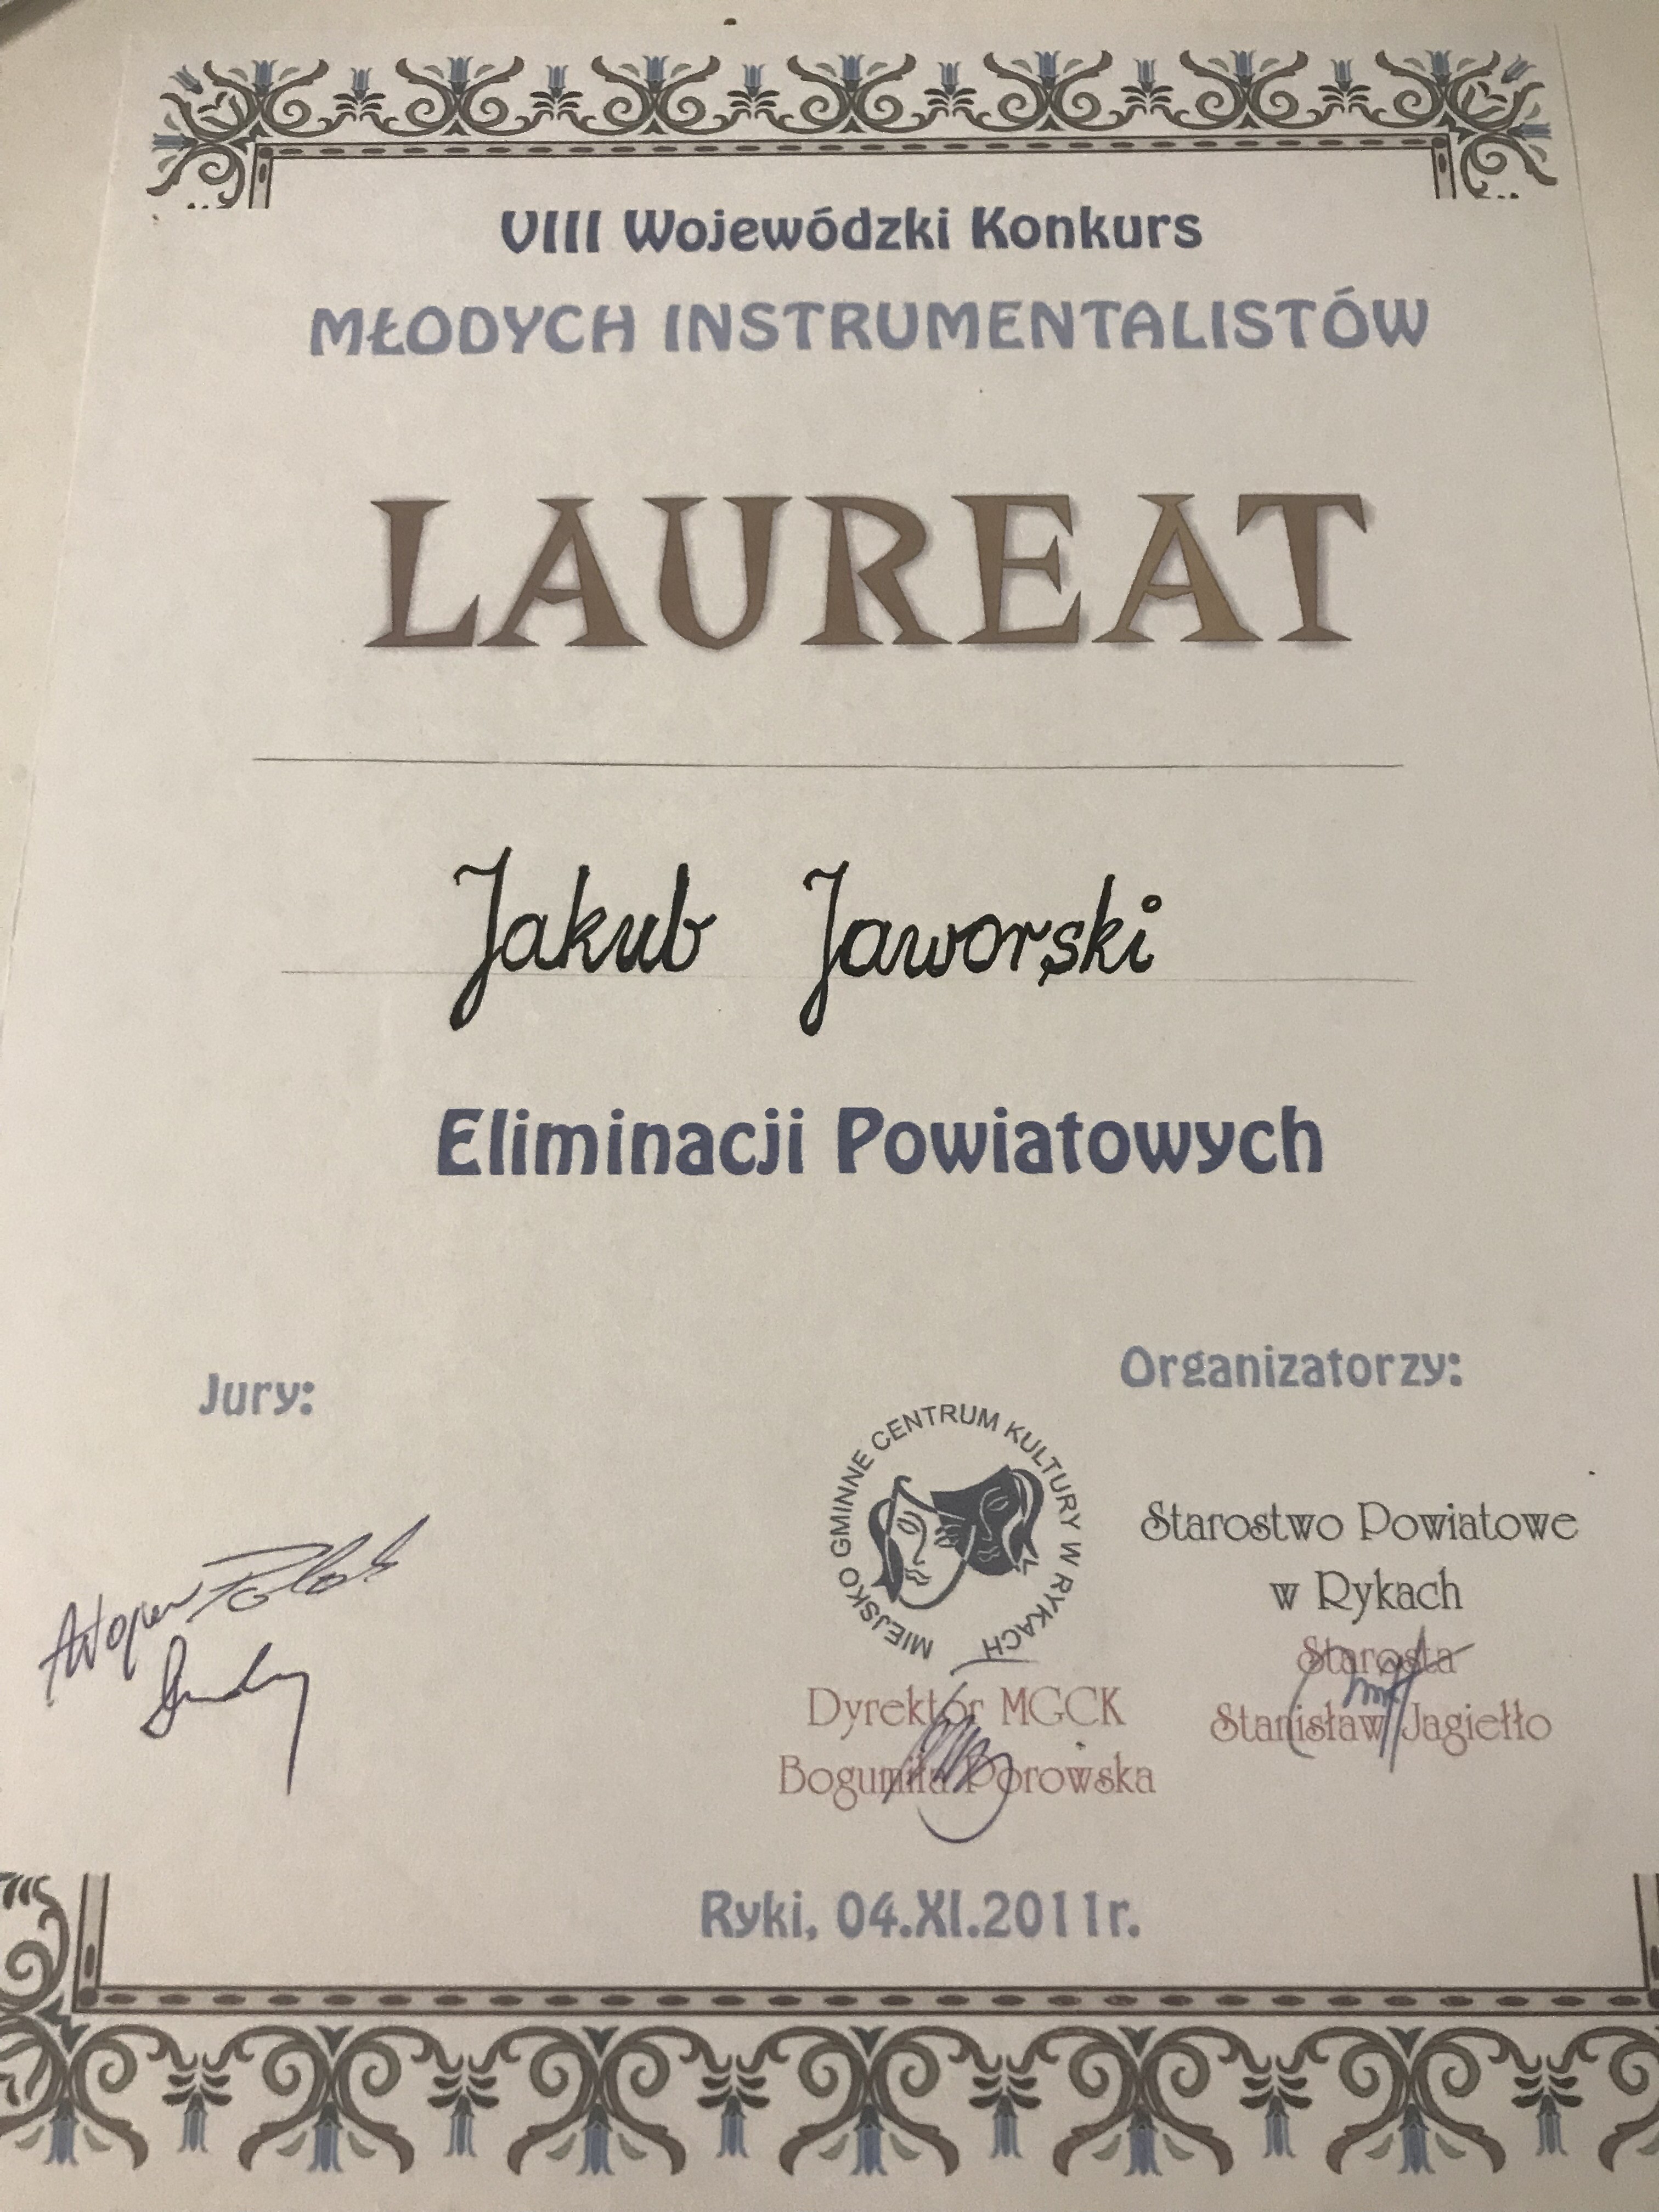 VIII Wojewódzki Konkurs
MŁODYCH INSTRUMENTALISTÓW
LAUREAT
Jakub Jaworski
Eliminacji Powiatowych
Jury:
Organizatorzy:
MIEJSKO GMINNE CENTRUM KULTURY W RYKACH
Starostwo Powiatowe
w Rykach
Starosta
Stanisław Jagiełło
Dyrektor MGCK
Bogumiła Porowska
Ryki, 04.XI.2011r.